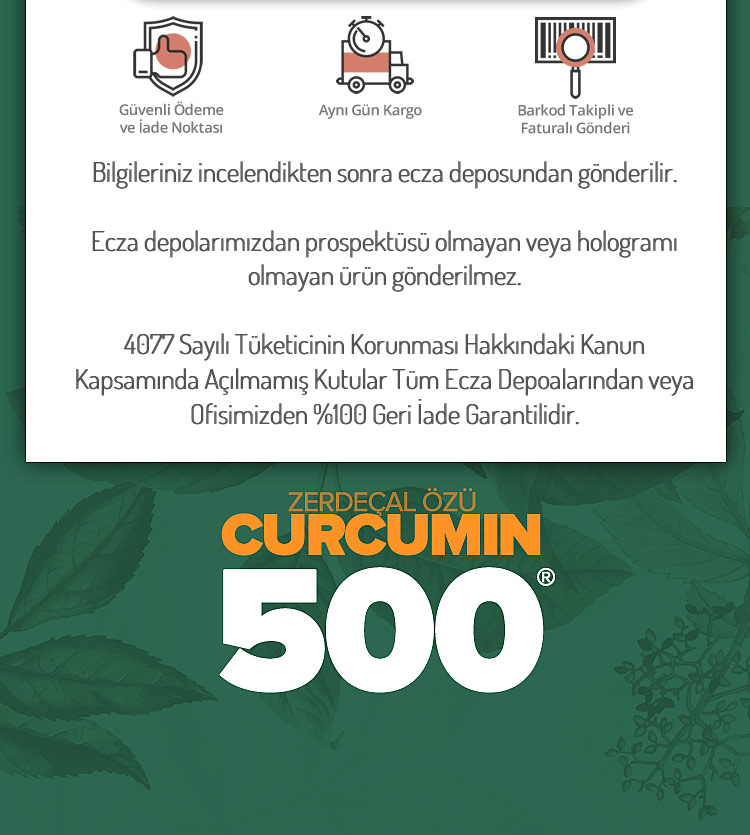 Güvenli Ödeme
ve İade Noktası
Aynı Gün Kargo
Barkod Takipli ve
Faturalı Gönderi
Bilgileriniz incelendikten sonra ecza deposundan gönderilir.
Ecza depolarımızdan prospektüsü olmayan veya hologramı
olmayan ürün gönderilmez.
4077 Sayılı Tüketicinin Korunması Hakkındaki Kanun
Kapsamında Açılmamış Kutular Tüm Ecza Depoalarından veya
Ofisimizden %100 Geri İade Garantilidir.
ZERDEÇAL ÖZÜ
CURCUMIN
500®